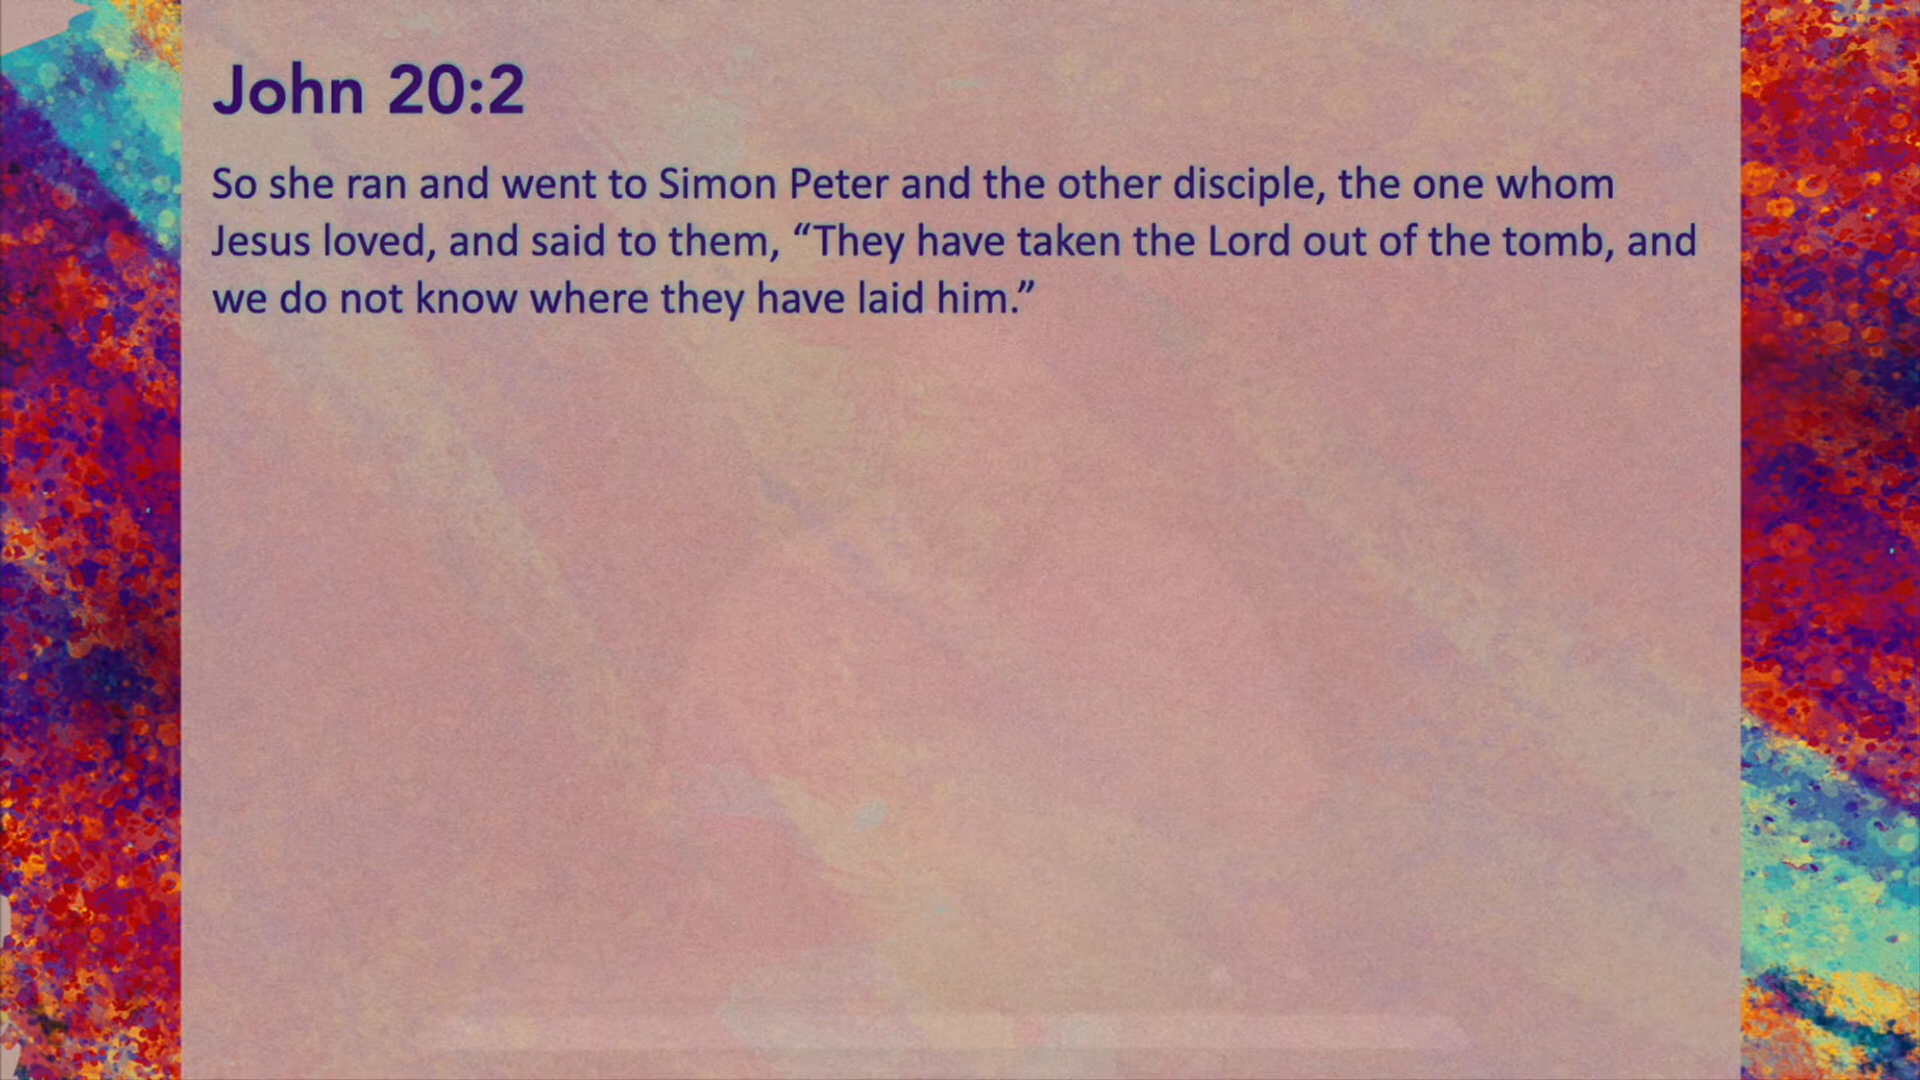 John 20:2
So she ran and went to Simon Peter and the other disciple, the one whom
Jesus loved, and said to them, “They have taken the Lord out of the tomb, and
we do not know where they have laid him.”